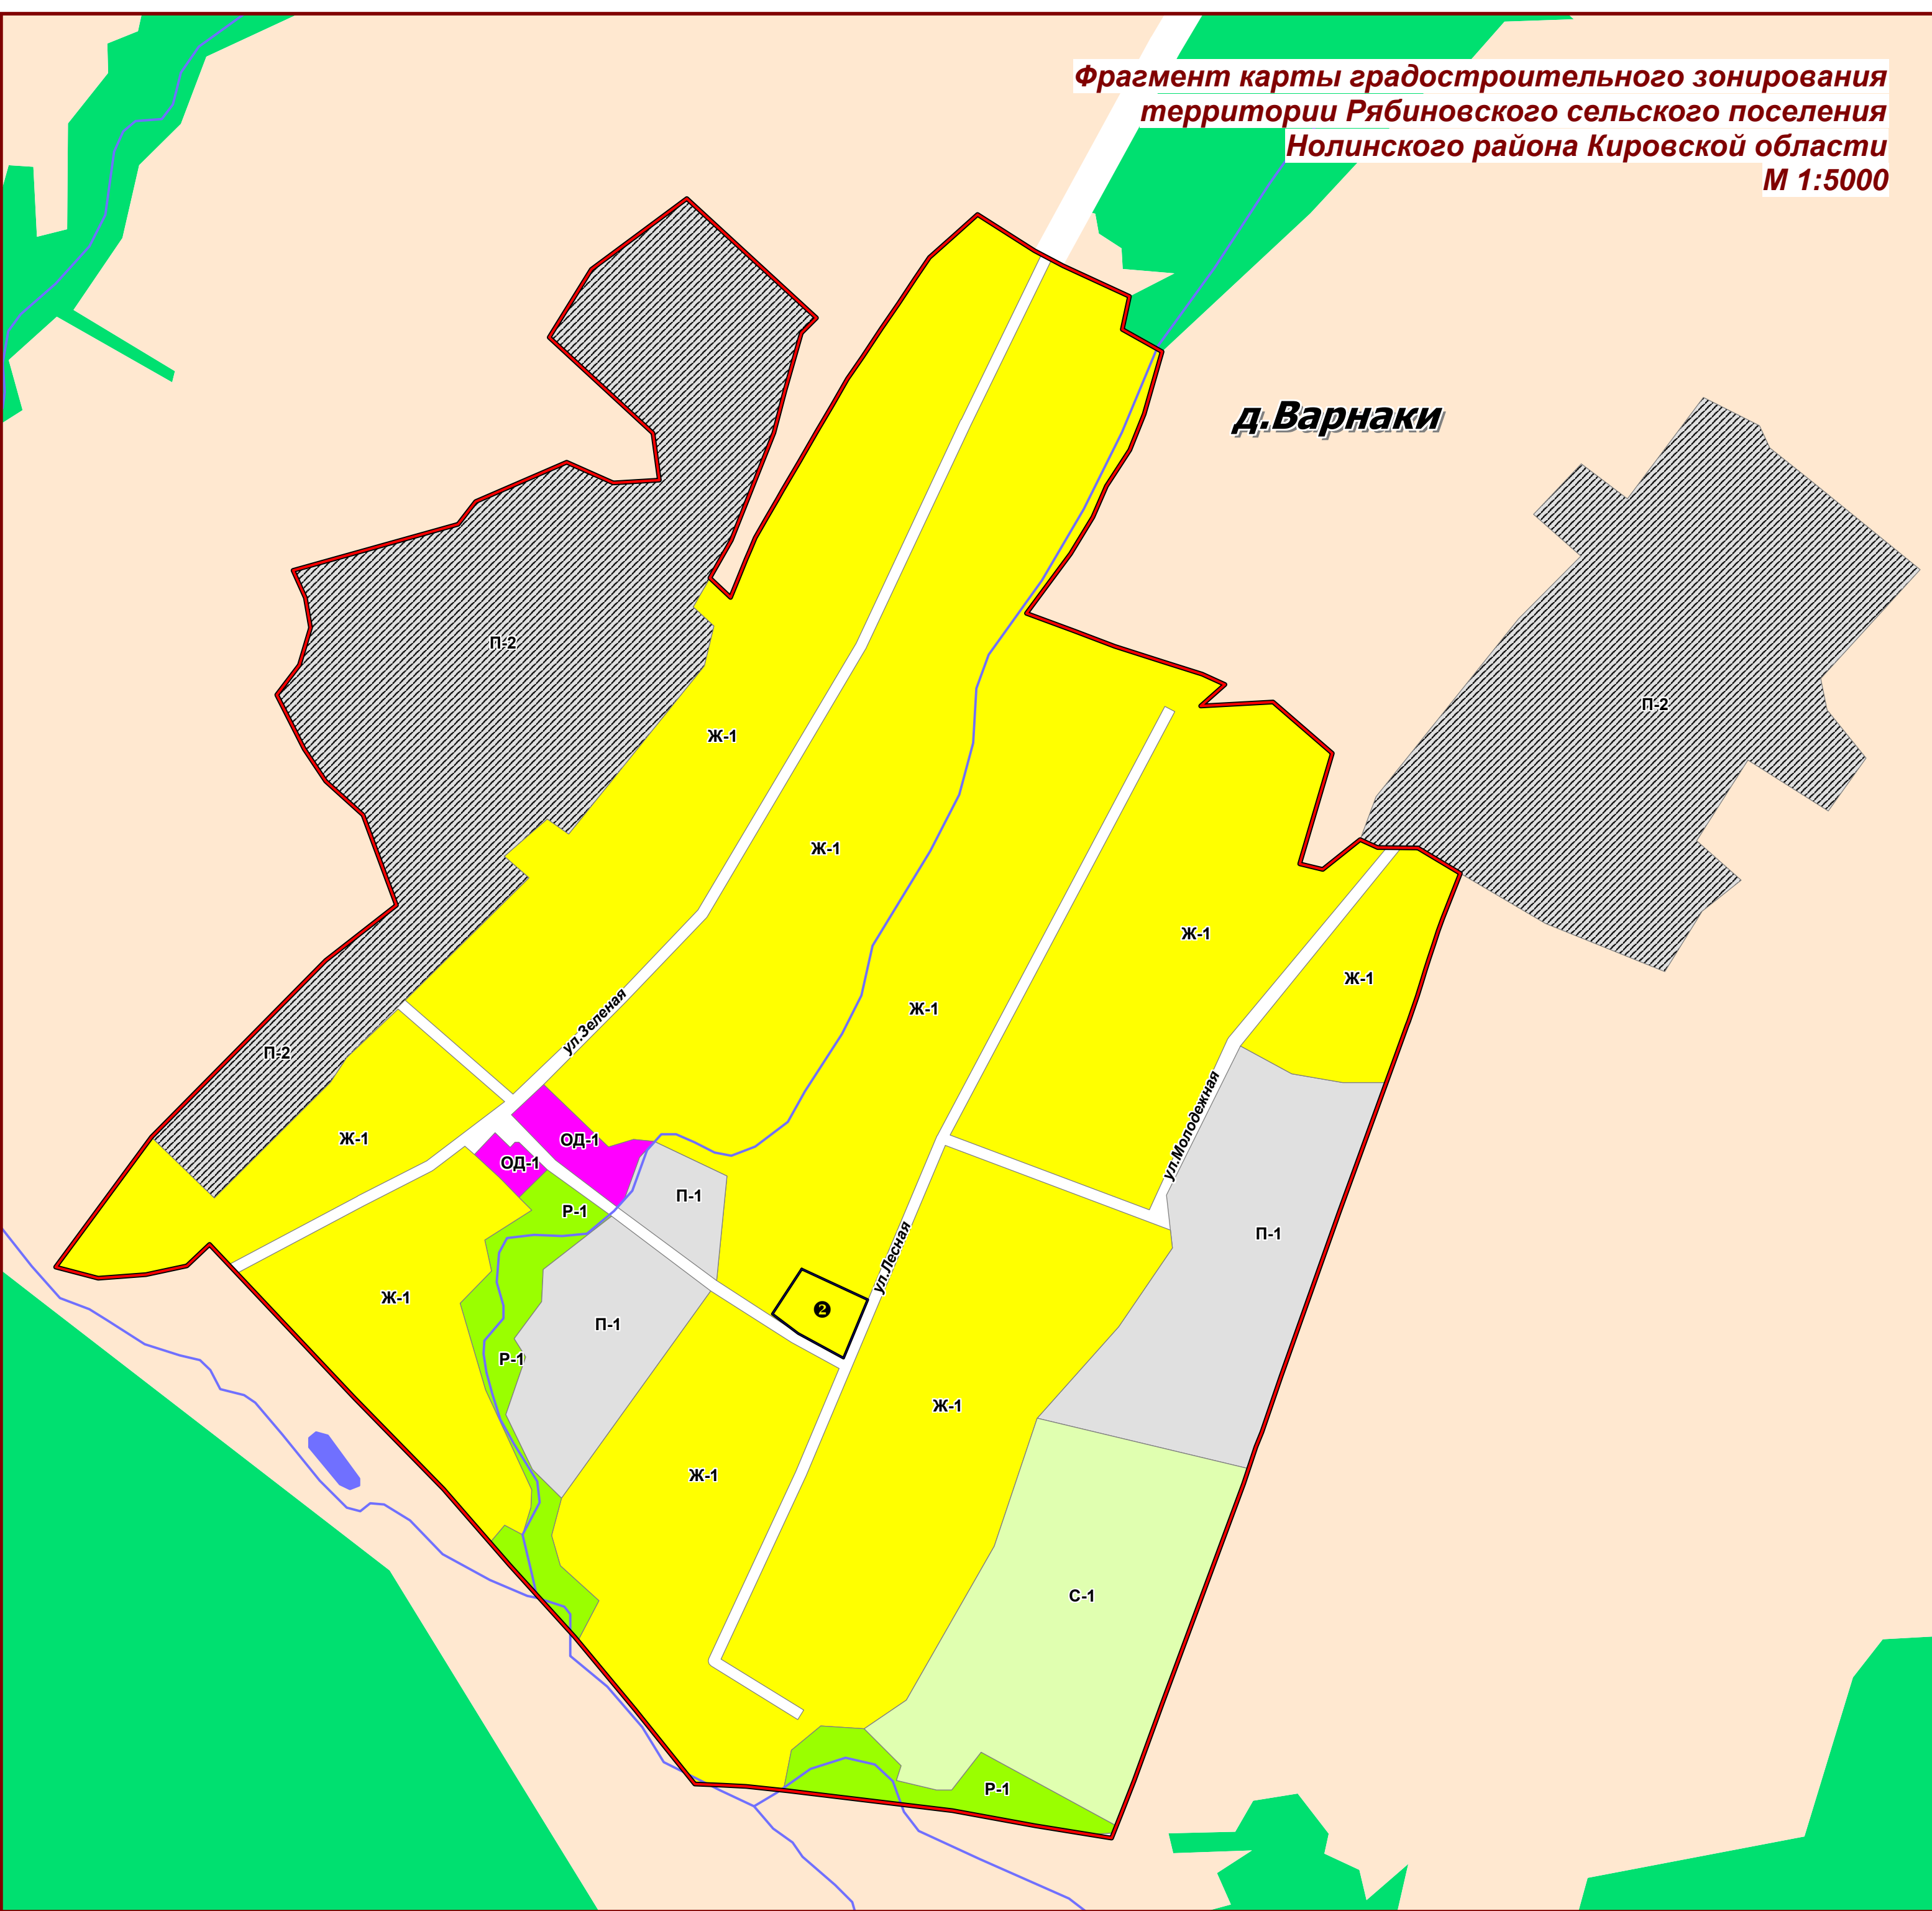 Фрагмент карты градостроительного зонирования
территории Рябиновского сельского поселения
Нолинского района Кировской области
М 1:5000
д.Варнаки
П-2
П-2
Ж-1
Ж-1
Ж-1
Ж-1
Ж-1
ул.Зеленая
П-2
ул.Молодежная
Ж-1
ОД-1
ОД-1
П-1
Р-1
П-1
ул.Лесная
Ж-1
2
П-1
Р-1
Ж-1
Ж-1
С-1
Р-1